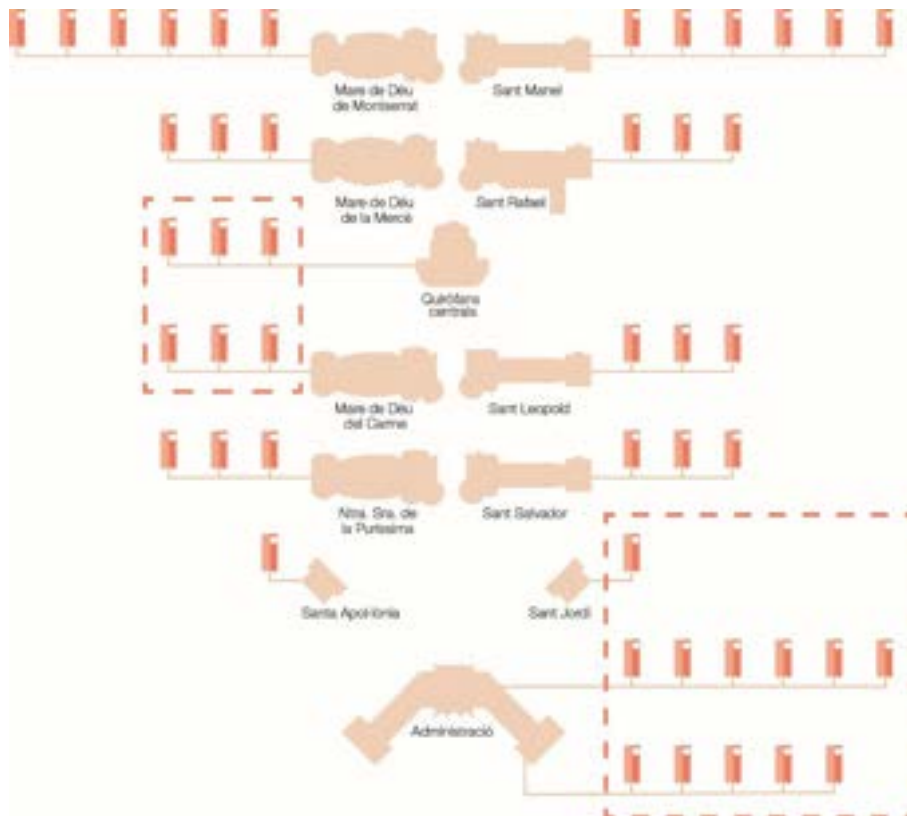 Mare de Déu
de Montserrat
Sant Manel
Mare de Déu
de la Mercè
Sant Rafael
Quiròfans
centrals
Mare de Déu
del Carme
Sant Leopold
Ntra. Sra. de
la Puríssima
Sant Salvador
Santa Apol·lònia
Sant Jordi
Administració